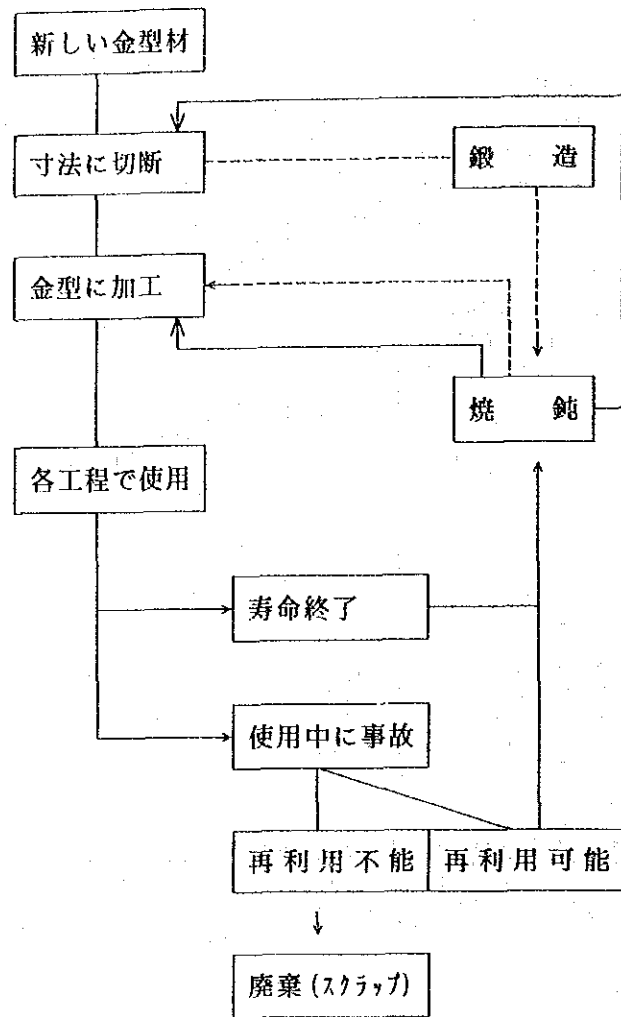 新しい金型材
寸法に切断
鍛造
金型に加工
焼鈍
各工程で使用
寿命終了
使用中に事故
再利用不能
再利用可能
廃棄(スクラップ)